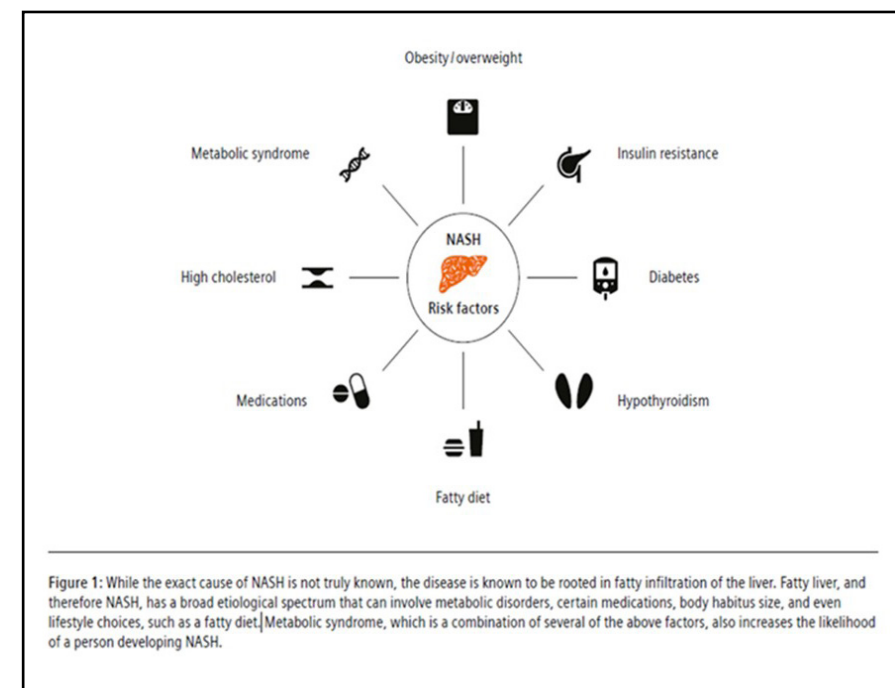 Obesity/overweight
Metabolic syndrome
Insulin resistance
NASH
High cholesterol
Diabetes
Risk factors
Medications
Hypothyroidism
Fatty diet
Figure 1: While the exact cause of NASH is not truly known, the disease is known to be rooted in fatty infiltration of the liver. Fatty liver, and
therefore NASH, has a broad etiological spectrum that can involve metabolic disorders, certain medications, body habitus size, and even
lifestyle choices, such as a fatty diet. Metabolic syndrome, which is a combination of several of the above factors, also increases the likelihood
of a person developing NASH.